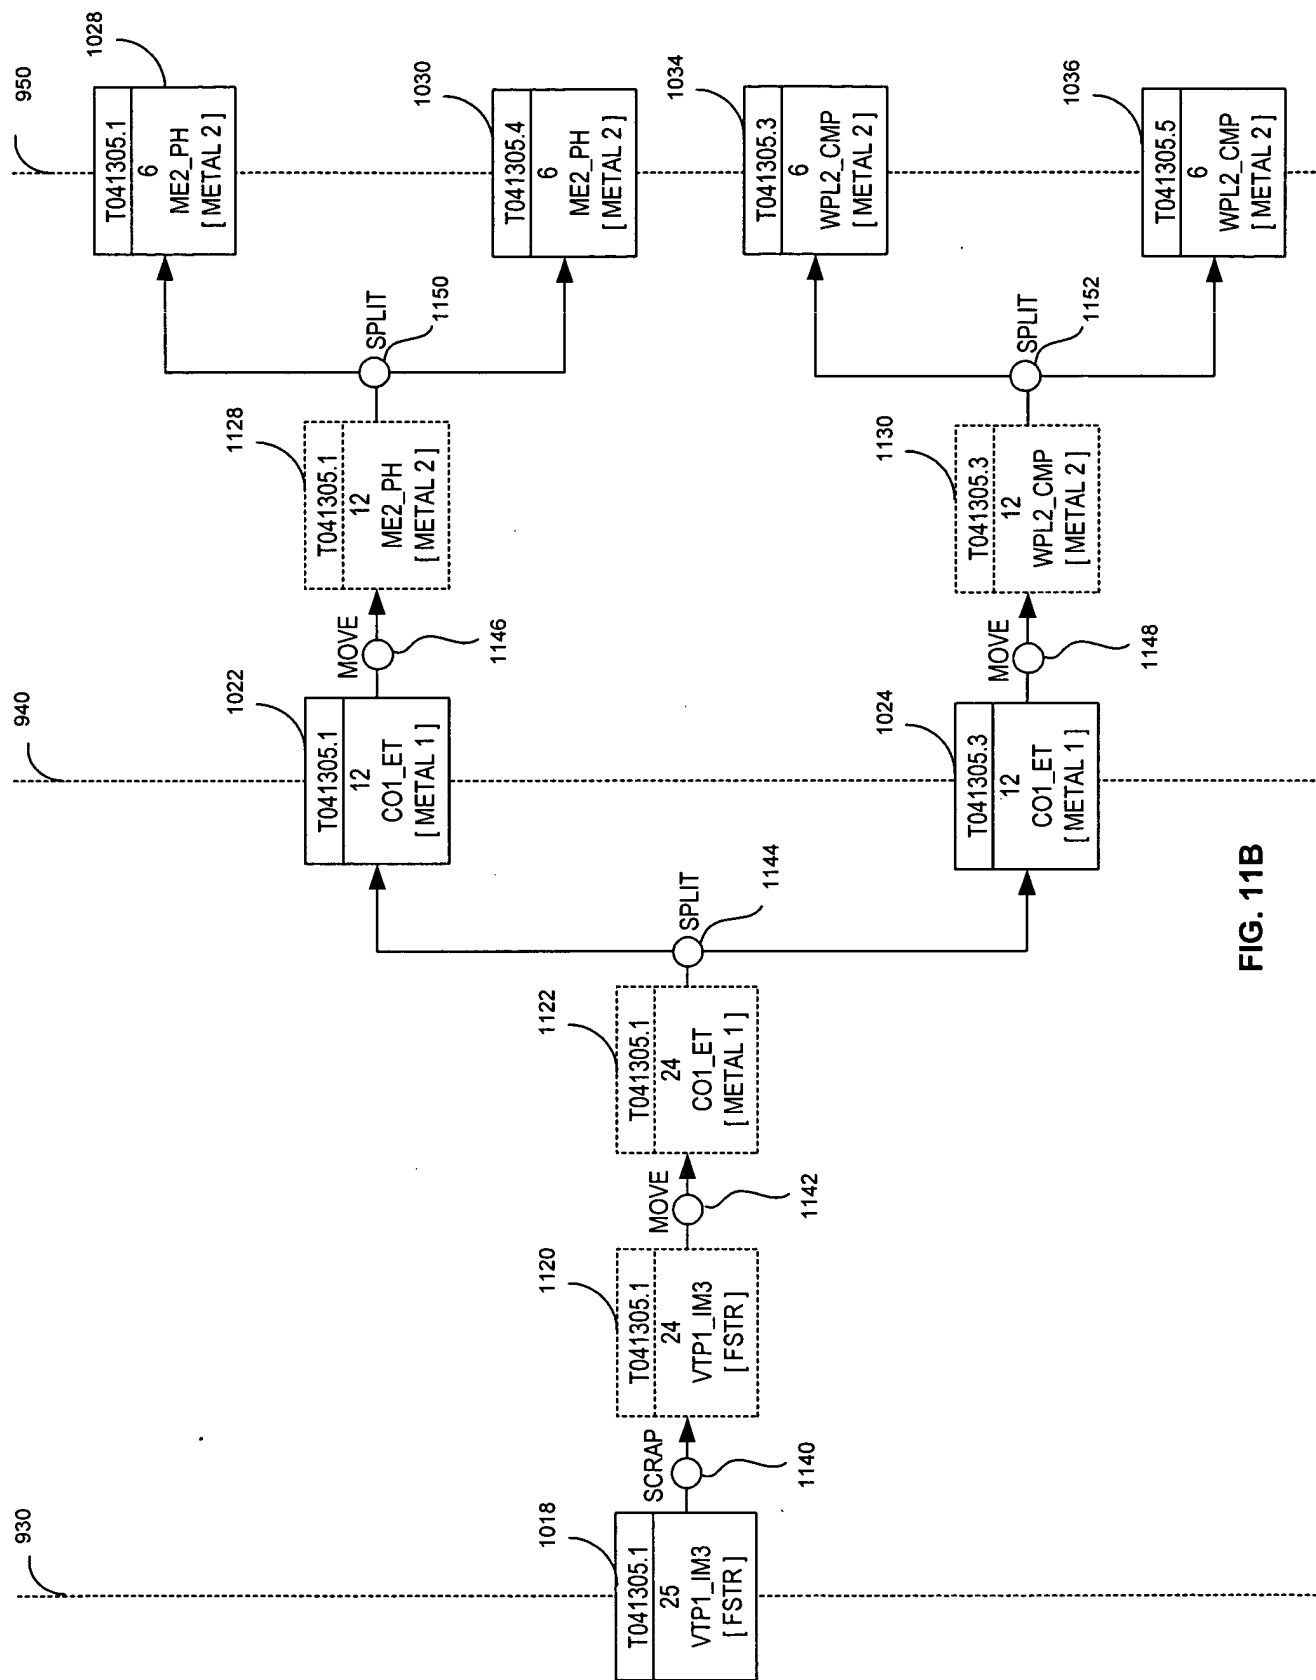 930
940
950
1018
T041305.1
25
VTP1_IM3
[ FSTR ]
SCRAP
1140
1120
T041305.1
24
VTP1_IM3
[ FSTR ]
MOVE
1142
1122
T041305.1
24
CO1_ET
[ METAL 1 ]
SPLIT
1144
1022
T041305.1
12
CO1_ET
[ METAL 1 ]
MOVE
1146
1128
T041305.1
12
ME2_PH
[ METAL 2 ]
SPLIT
1150
1028
T041305.1
6
ME2_PH
[ METAL 2 ]
1030
T041305.4
6
ME2_PH
[ METAL 2 ]
1024
T041305.3
12
CO1_ET
[ METAL 1 ]
MOVE
1148
1130
T041305.3
12
WPL2_CMP
[ METAL 2 ]
SPLIT
1152
1034
T041305.3
6
WPL2_CMP
[ METAL 2 ]
1036
T041305.5
6
WPL2_CMP
[ METAL 2 ]
FIG. 11B